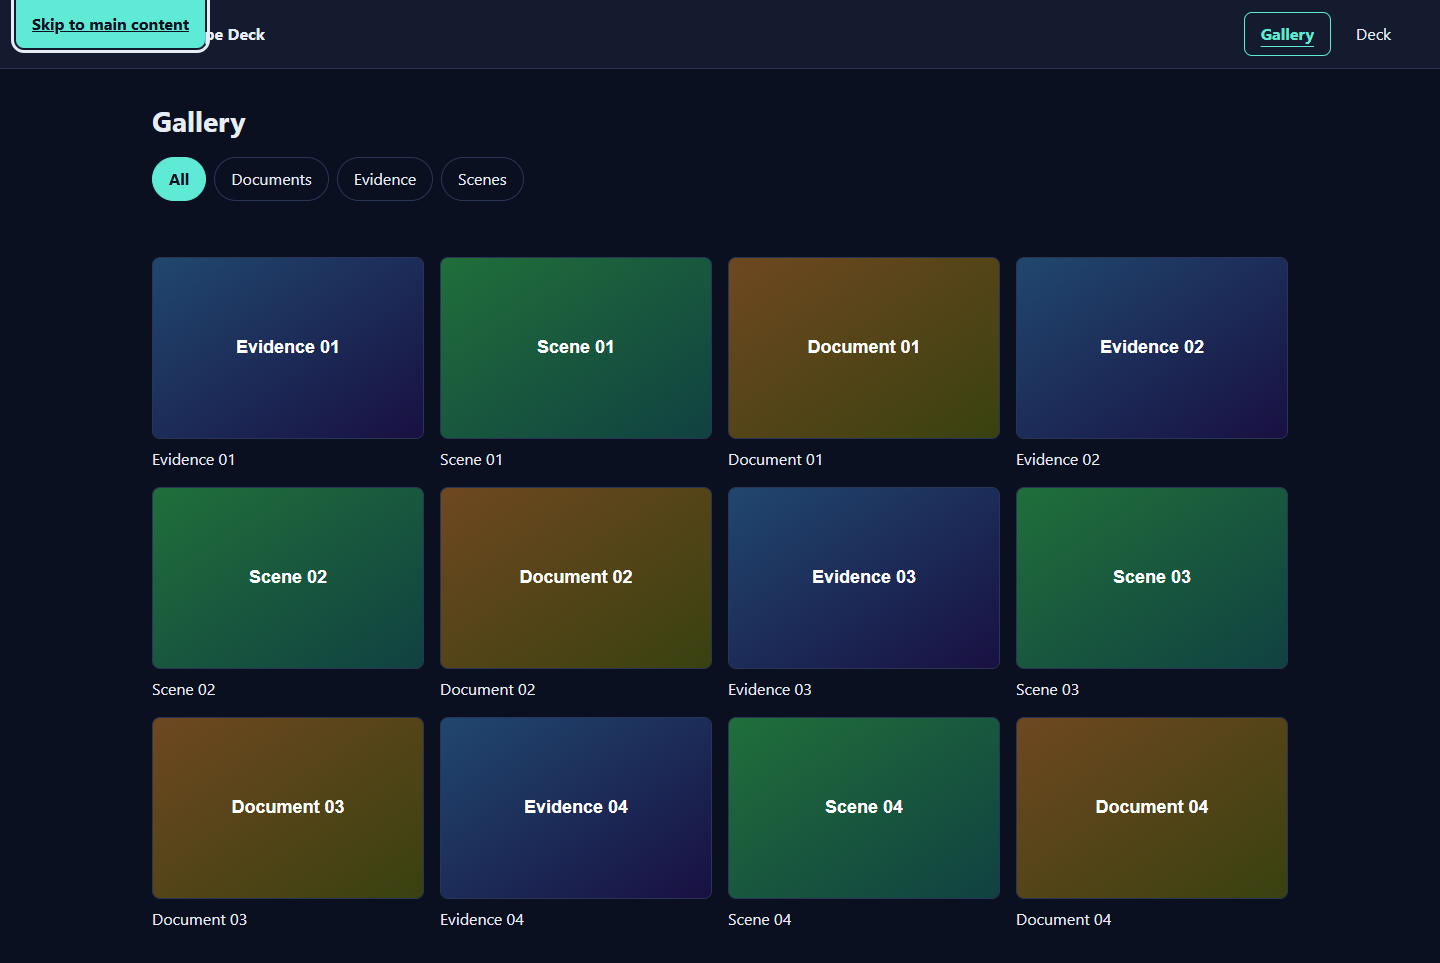 Skip to main content
Deck
Gallery
Deck
Gallery
All
Documents
Evidence
Scenes
Evidence 01
Scene 01
Document 01
Evidence 02
Evidence 01
Scene 01
Document 01
Evidence 02
Scene 02
Document 02
Evidence 03
Scene 03
Scene 02
Document 02
Evidence 03
Scene 03
Document 03
Evidence 04
Scene 04
Document 04
Document 03
Evidence 04
Scene 04
Document 04